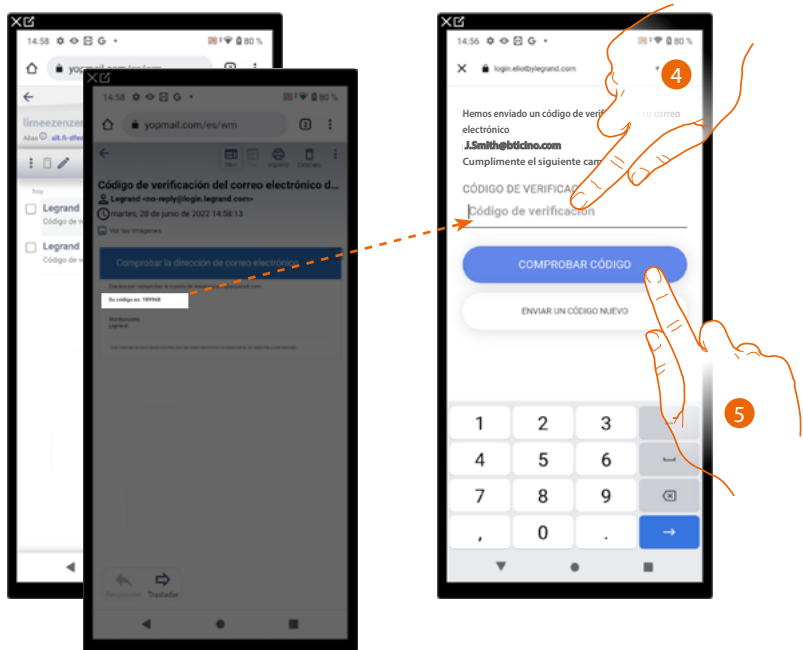 14:58 G
80 %
limeezenzer
Alias
hoy
Legrand
Código de v
Legrand
Código de v
14:58 G
80 %
yopmail.com/es/wm
2
Imprimir
Código de verificación del correo electrónico d...
Legrand <no-reply@login.legrand.com>
martes, 28 de junio de 2022 14:58:13
Ver las imágenes
Comprobar la dirección de correo electrónico
Su código es: 189968
Legrand
Responder Trasladar
14:56 G
80 %
login.eliotbylegrand.com
4
Hemos enviado un código de verif su correo
electrónico
J.Smith@bticino.com
Cumplimente el siguiente cam
CÓDIGO DE VERIFICAC
Código de verificación
COMPROBAR CÓDIGO
ENVIAR UN CÓDIGO NUEVO
5
1 2 3
4 5 6
7 8 9
, 0 .